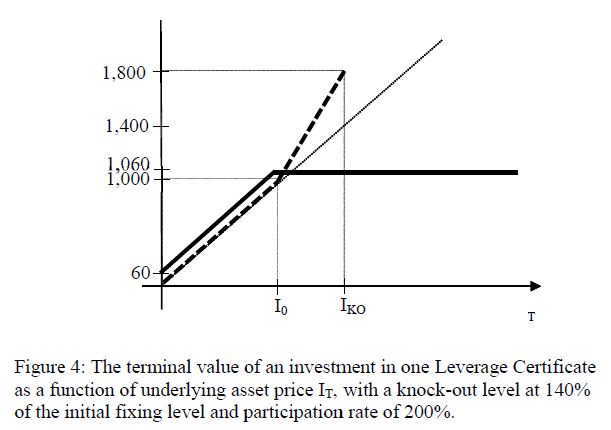 1,800
1,400
1,060
1,000
60
I0
IKO
T
Figure 4: The terminal value of an investment in one Leverage Certificate
as a function of underlying asset price IT, with a knock-out level at 140%
of the initial fixing level and participation rate of 200%.